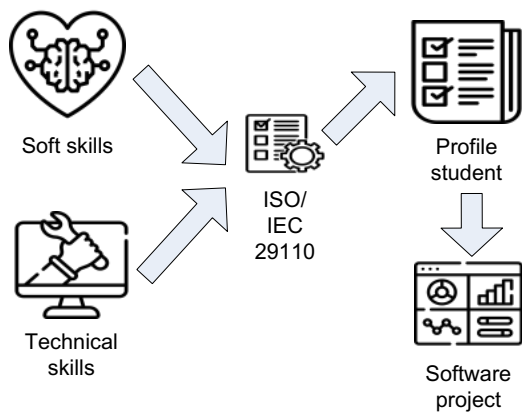 Soft skills
Technical
skills
ISO/
IEC
29110
Profile
student
Software
project